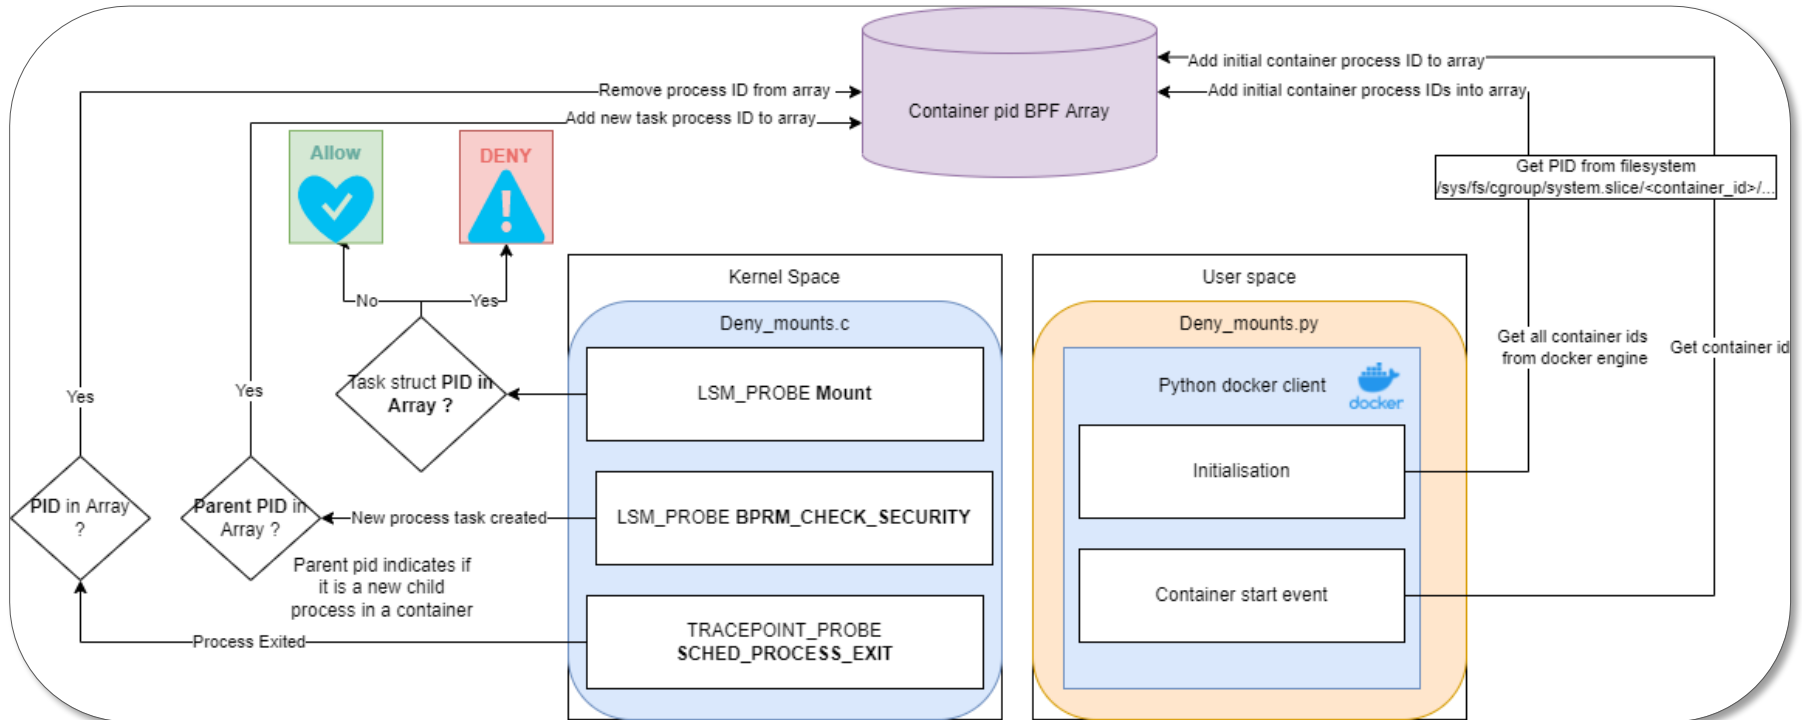 Add initial container process ID to array
Remove process ID from array
Add initial container process IDs into array
Container pid BPF Array
Add new task process ID to array
Allow
DENY
Get PID from filesystem
/sys/fs/cgroup/system.slice/<container_id>/...
Kernel Space
User space
No
Yes
Deny_mounts.c
Deny_mounts.py
Get all container ids
from docker engine
Get container id
Task struct PID in
Array ?
LSM_PROBE Mount
Python docker client
docker
Yes
Yes
Initialisation
PID in Array
?
Parent PID in
Array ?
New process task created
LSM_PROBE BPRM_CHECK_SECURITY
Parent pid indicates if
it is a new child
process in a container
Container start event
Process Exited
TRACEPOINT_PROBE
SCHED_PROCESS_EXIT